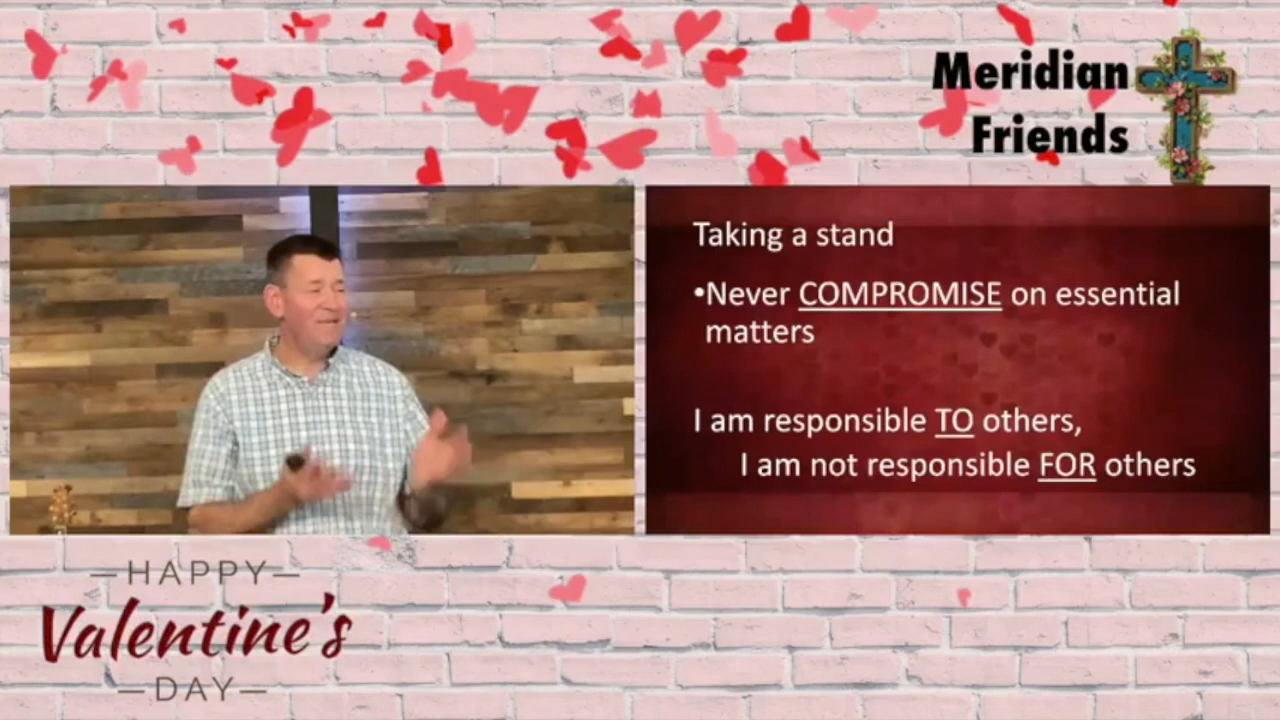 Meridian
Friends
Taking a stand
•Never COMPROMISE on essential
matters
I am responsible TO others,
I am not responsible FOR others
—HAPPY—
Valentine's
—DAY—